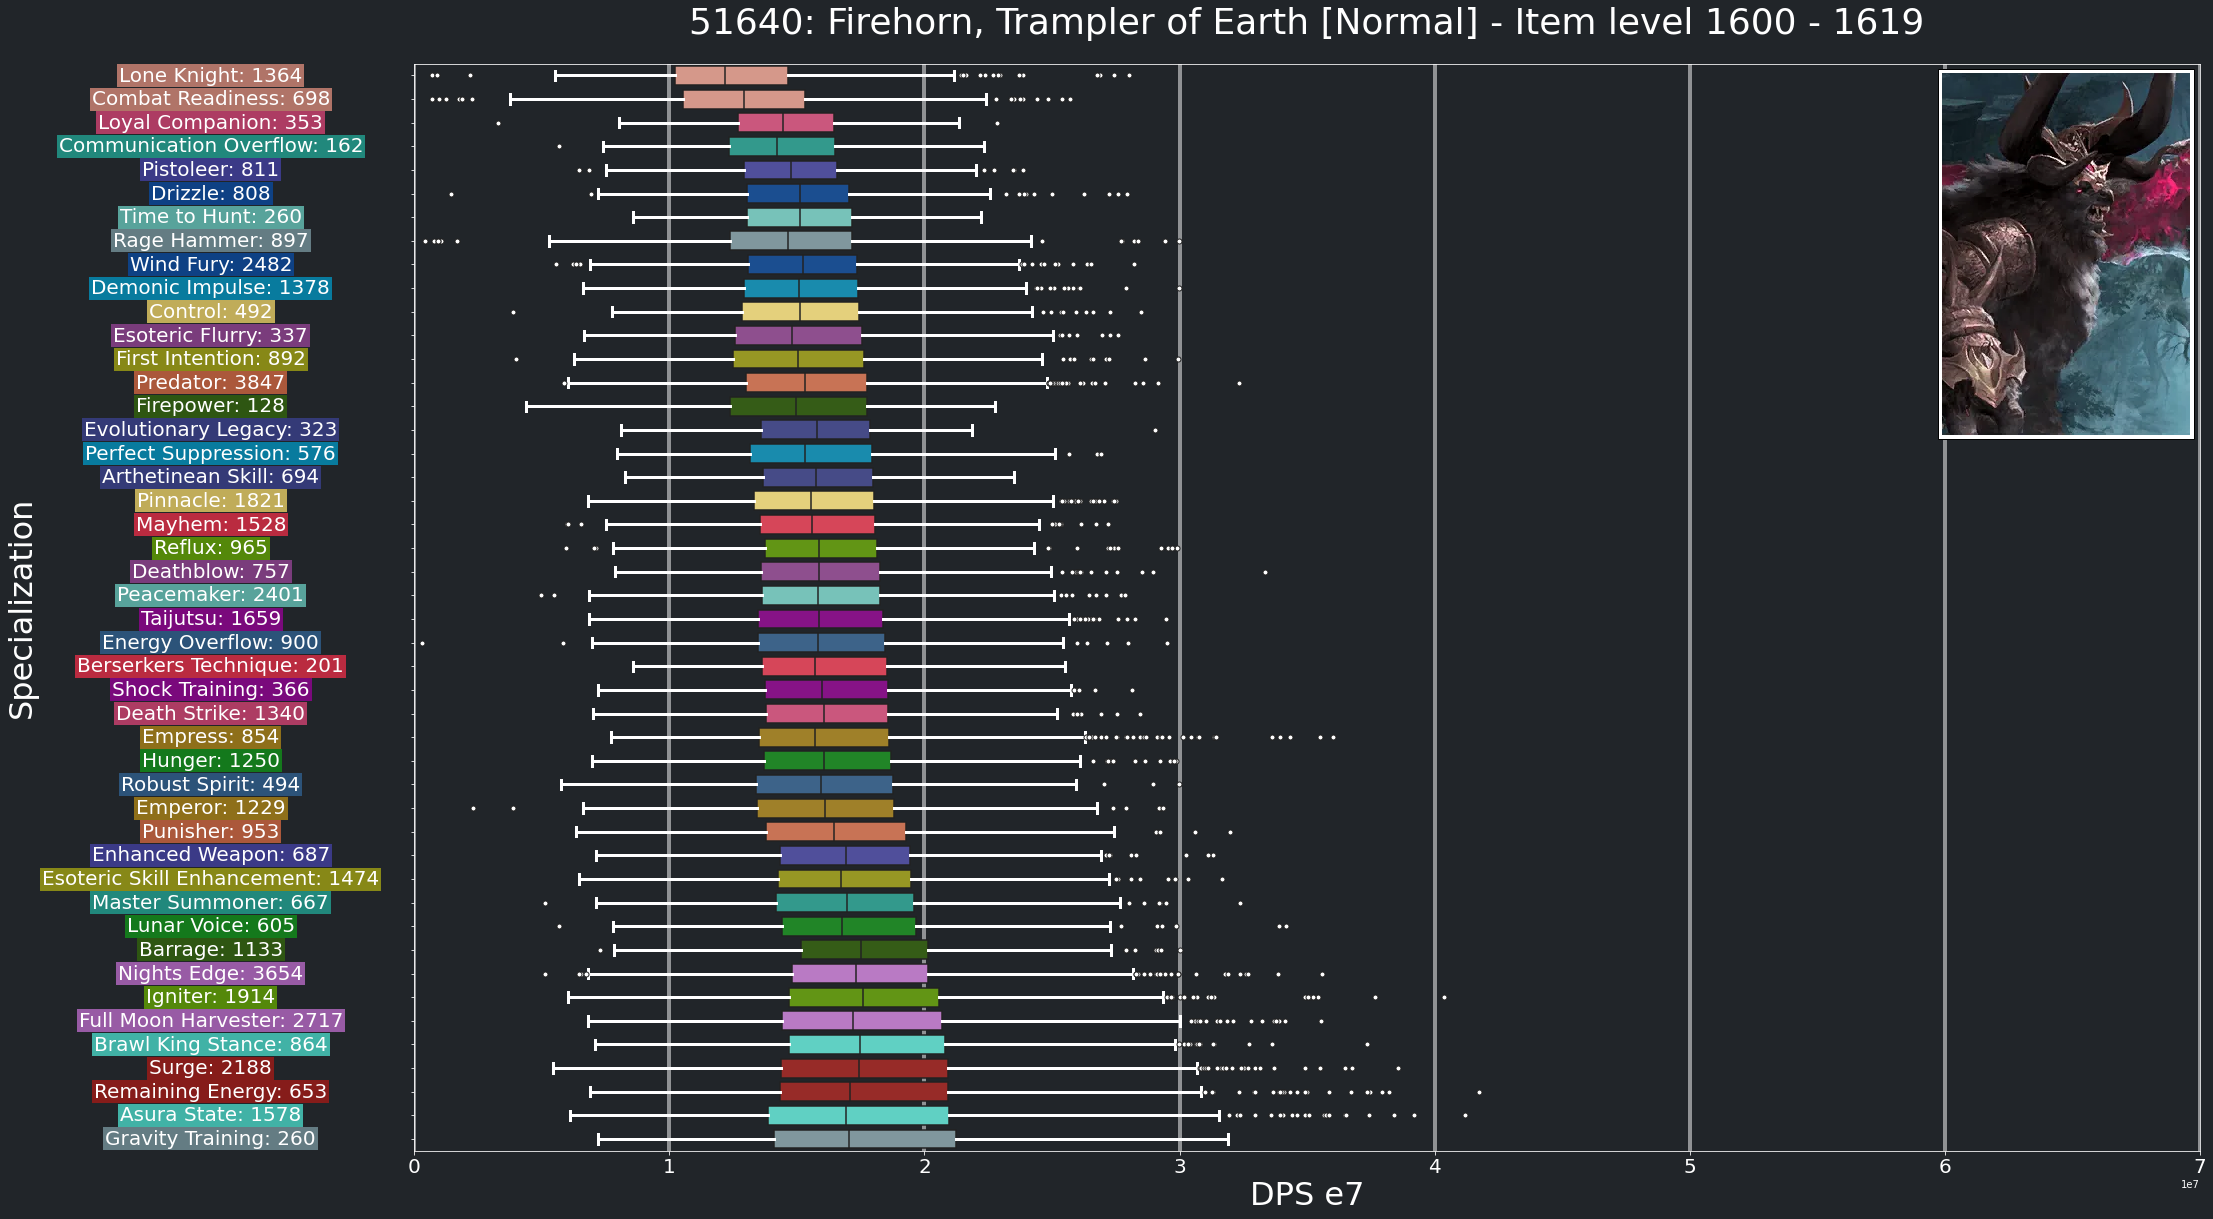 51640: Firehorn, Trampler of Earth [Normal] - Item level 1600 - 1619
Specialization
Lone Knight: 1364
Combat Readiness: 698
Loyal Companion: 353
Communication Overflow: 162
Pistoleer: 811
Drizzle: 808
Time to Hunt: 260
Rage Hammer: 897
Wind Fury: 2482
Demonic Impulse: 1378
Control: 492
Esoteric Flurry: 337
First Intention: 892
Predator: 3847
Firepower: 128
Evolutionary Legacy: 323
Perfect Suppression: 576
Arthetinean Skill: 694
Pinnacle: 1821
Mayhem: 1528
Reflux: 965
Deathblow: 757
Peacemaker: 2401
Taijutsu: 1659
Energy Overflow: 900
Berserkers Technique: 201
Shock Training: 366
Death Strike: 1340
Empress: 854
Hunger: 1250
Robust Spirit: 494
Emperor: 1229
Punisher: 953
Enhanced Weapon: 687
Esoteric Skill Enhancement: 1474
Master Summoner: 667
Lunar Voice: 605
Barrage: 1133
Nights Edge: 3654
Igniter: 1914
Full Moon Harvester: 2717
Brawl King Stance: 864
Surge: 2188
Remaining Energy: 653
Asura State: 1578
Gravity Training: 260
0 1 2 3 4 5 6 7
1e7
DPS e7